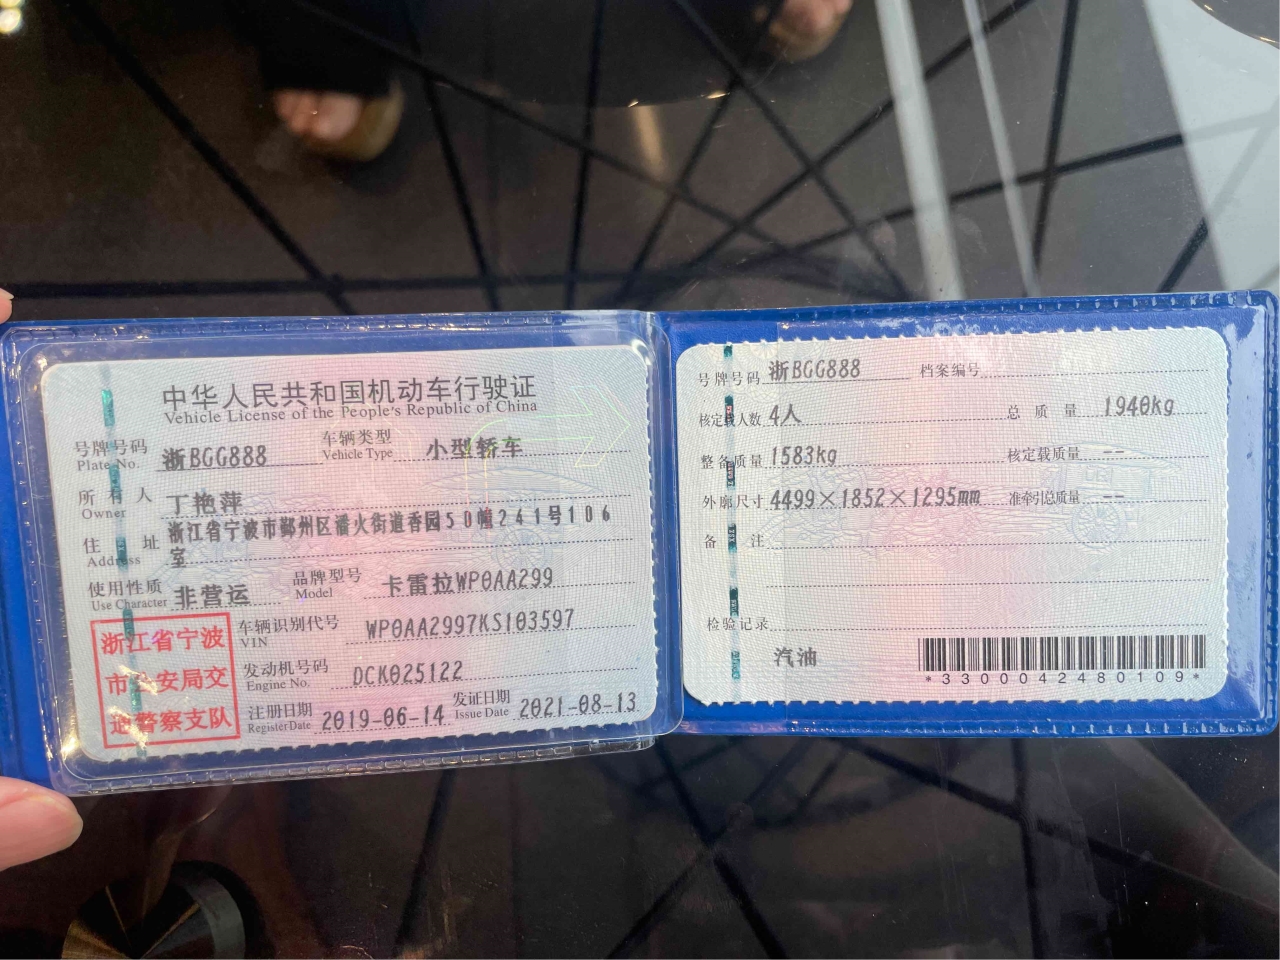 中华人民共和国机动车行驶证
Vehicle License of the People's Republic of China
号牌号码 浙BGG888 车辆类型 小型轿车
Plate No. Vehicle Type
所有人 丁艳萍
Owner
住址 浙江省宁波市鄞州区潘火街道香园50幢241号106
室
Address
使用性质 非营运 品牌型号 卡雷拉WP0AA299
Use Character Model
浙江省宁波
市公安局交
通警察支队
车辆识别代号 WP0AA2997KS103597
VIN
发动机号码 DCK025122
Engine No.
注册日期 2019-06-14 发证日期 2021-08-13
Register Date Issue Date
号牌号码 浙BGG888 档案编号
核定载人数 4人 总质量 1940kg
整备质量 1583kg 核定载质量 --
外廓尺寸 4499×1852×1295mm 准牵引总质量 --
备注
检验记录
汽油
*3300042480109*